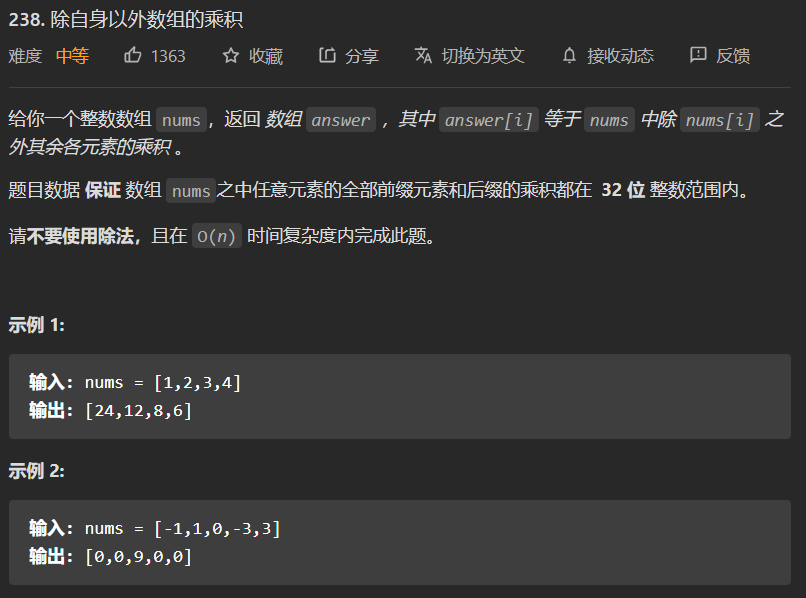 238. 除自身以外数组的乘积
难度 中等 1363 收藏 分享 切换为英文 接收动态 反馈
给你一个整数数组 nums，返回 数组 answer ，其中 answer[i] 等于 nums 中除 nums[i] 之
外其余各元素的乘积 。
题目数据 保证 数组 nums之中任意元素的全部前缀元素和后缀的乘积都在 32 位 整数范围内。
请不要使用除法，且在 O(n) 时间复杂度内完成此题。
示例 1:
输入: nums = [1,2,3,4]
输出: [24,12,8,6]
示例 2:
输入: nums = [-1,1,0,-3,3]
输出: [0,0,9,0,0]